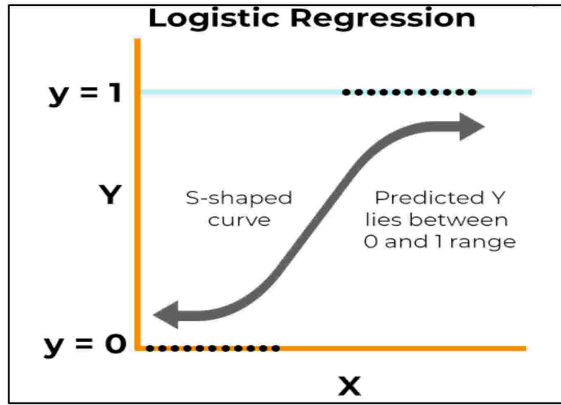 Logistic Regression
y = 1
Y
S-shaped
curve
Predicted Y
lies between
0 and 1 range
y = 0
X